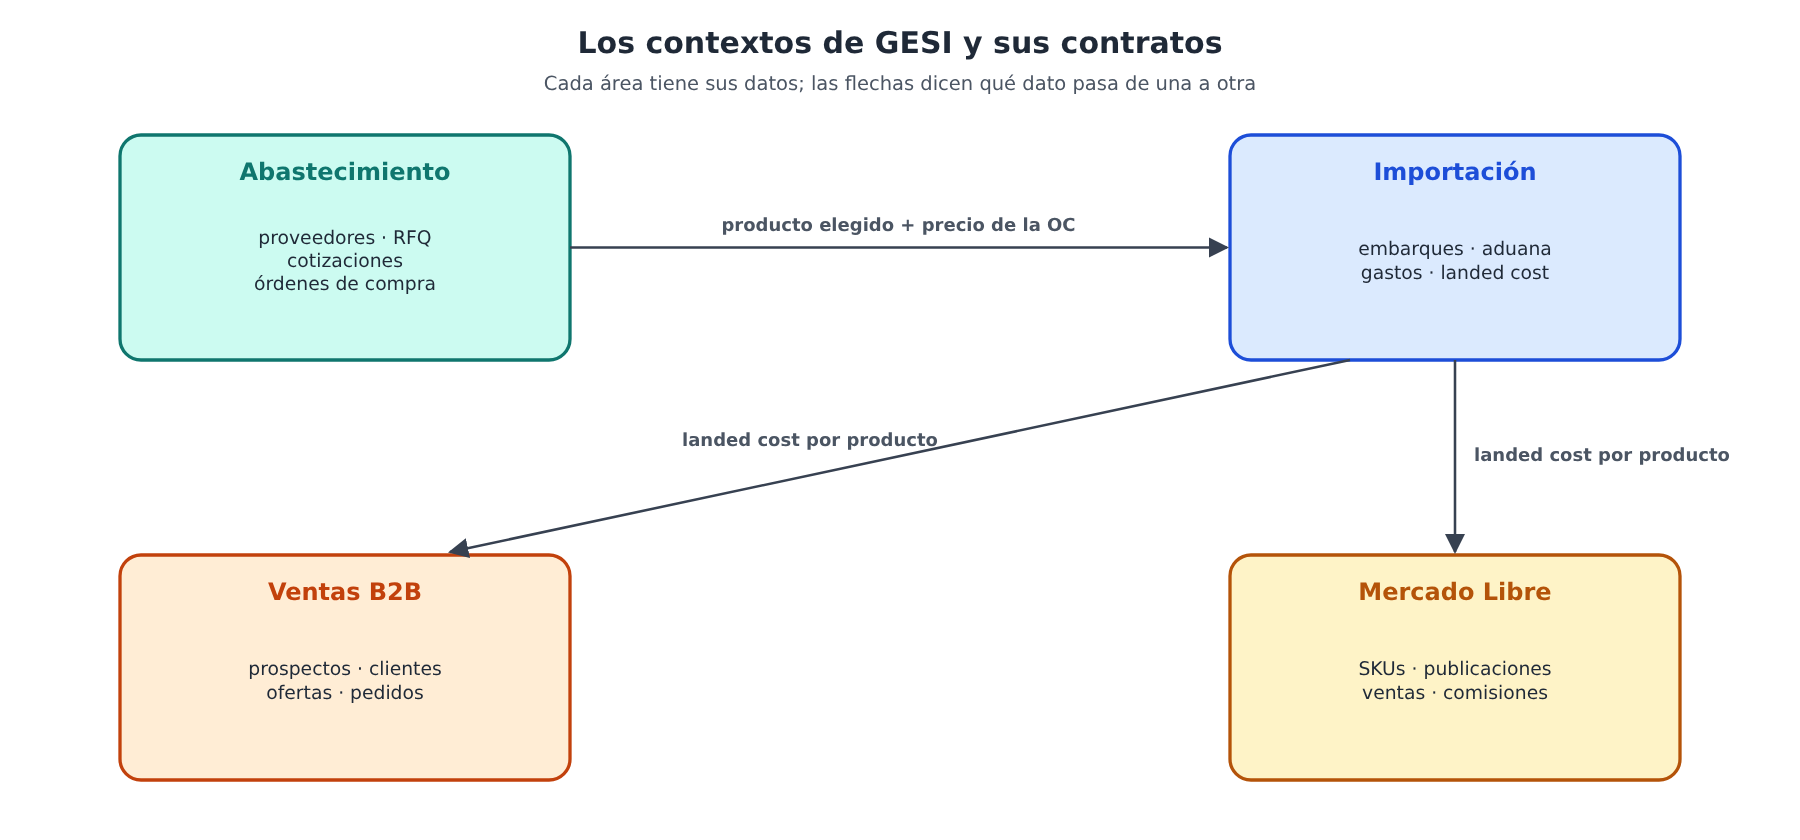 Los contextos de GESI y sus contratos
Cada área tiene sus datos; las flechas dicen qué dato pasa de una a otra
Abastecimiento
proveedores · RFQ
cotizaciones
órdenes de compra
producto elegido + precio de la OC
Importación
embarques · aduana
gastos · landed cost
landed cost por producto
landed cost por producto
Ventas B2B
prospectos · clientes
ofertas · pedidos
Mercado Libre
SKUs · publicaciones
ventas · comisiones